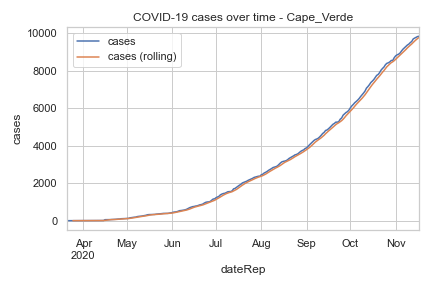 COVID-19 cases over time - Cape_Verde
cases
cases (rolling)
10000
8000
6000
4000
2000
0
cases
Apr May Jun Jul Aug Sep Oct Nov
2020
dateRep